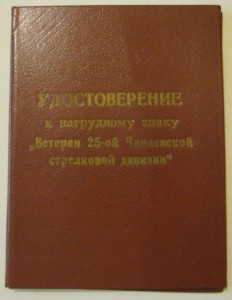 УДОСТОВЕРЕНИЕ
к нагрудному знаку
„Ветеран 25-ой Чапаевской
стрелковой дивизии“